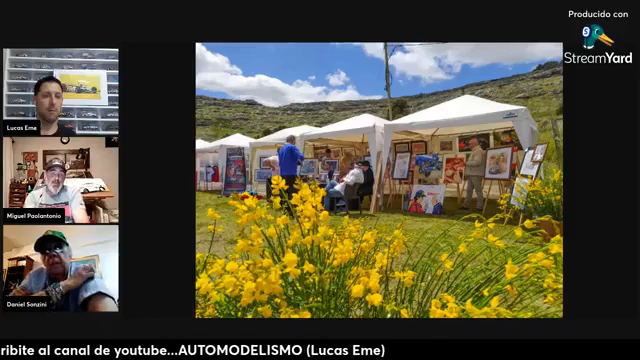 Producido con
StreamYard
Lucas Eme
Miguel Paolantonio
Daniel Sonzini
ribite al canal de youtube...AUTOMODELISMO (Lucas Eme)